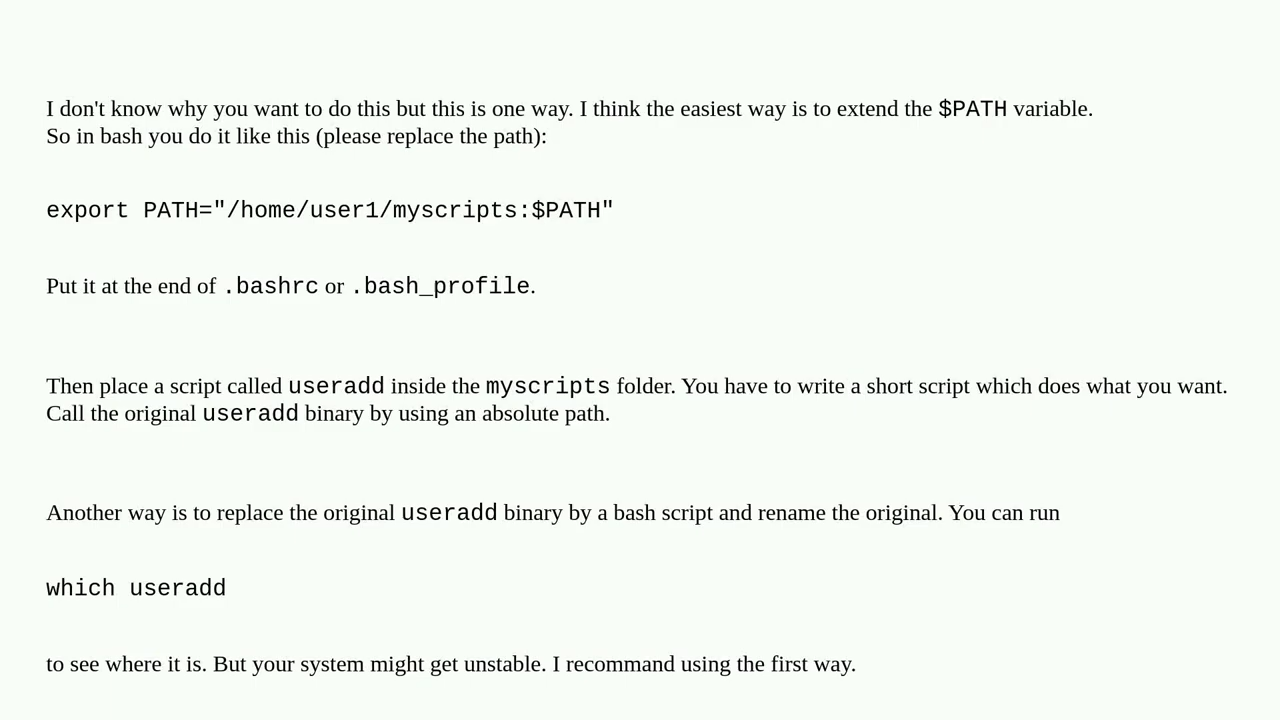 I don't know why you want to do this but this is one way. I think the easiest way is to extend the $PATH variable.
So in bash you do it like this (please replace the path):
export PATH="/home/user1/myscripts:$PATH"
Put it at the end of .bashrc or .bash_profile.
Then place a script called useradd inside the myscripts folder. You have to write a short script which does what you want.
Call the original useradd binary by using an absolute path.
Another way is to replace the original useradd binary by a bash script and rename the original. You can run
which useradd
to see where it is. But your system might get unstable. I recommand using the first way.